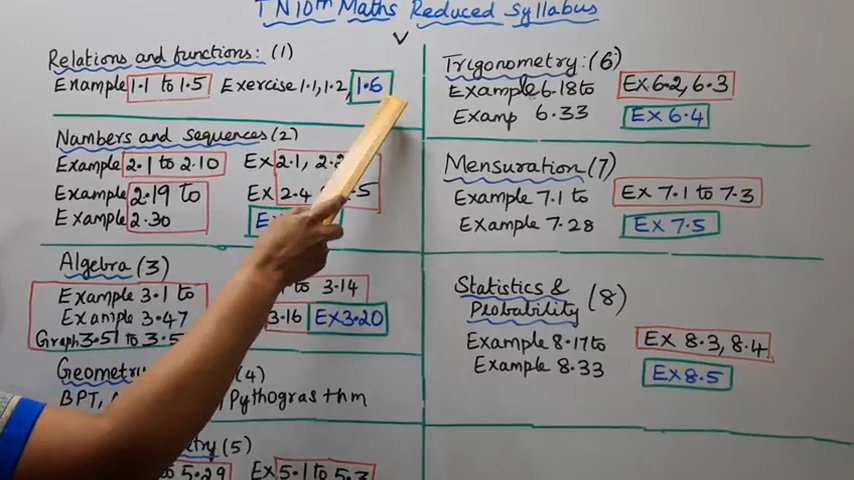 TN 10th Maths Reduced Syllabus
Relations and functions: (1)
Example 1.1 to 1.5 Exercise 1.1, 1.2, 1.6
Numbers and Sequences (2)
Example 2.1 to 2.10 Ex 2.1, 2.2
Example 2.19 to Ex 2.4
Example 2.30
Algebra (3)
Example 3.1 to 3.14
Example 3.47 3.16 Ex 3.20
Graph 3.51 to
(4)
BPT, Pythogras thm
(5)
to 5.29 Ex 5.1 to 5.3
Trigonometry: (6)
Example 6.18 to Ex 6.2, 6.3
Examp 6.33 Ex 6.4
Mensuration (7)
Example 7.1 to Ex 7.1 to 7.3
Example 7.28 Ex 7.5
Statistics &
Probability (8)
Example 8.17 to Ex 8.3, 8.4
Example 8.33 Ex 8.5